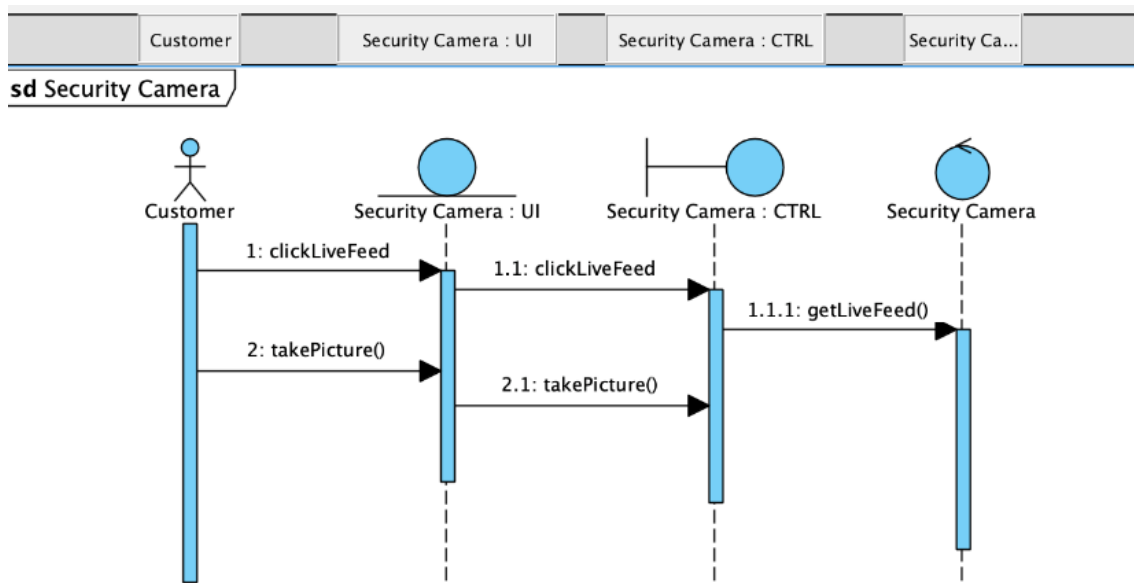 Customer
Security Camera : UI
Security Camera : CTRL
Security Ca...
sd Security Camera
Customer
Security Camera : UI
Security Camera : CTRL
Security Camera
1: clickLiveFeed
1.1: clickLiveFeed
1.1.1: getLiveFeed()
2: takePicture()
2.1: takePicture()